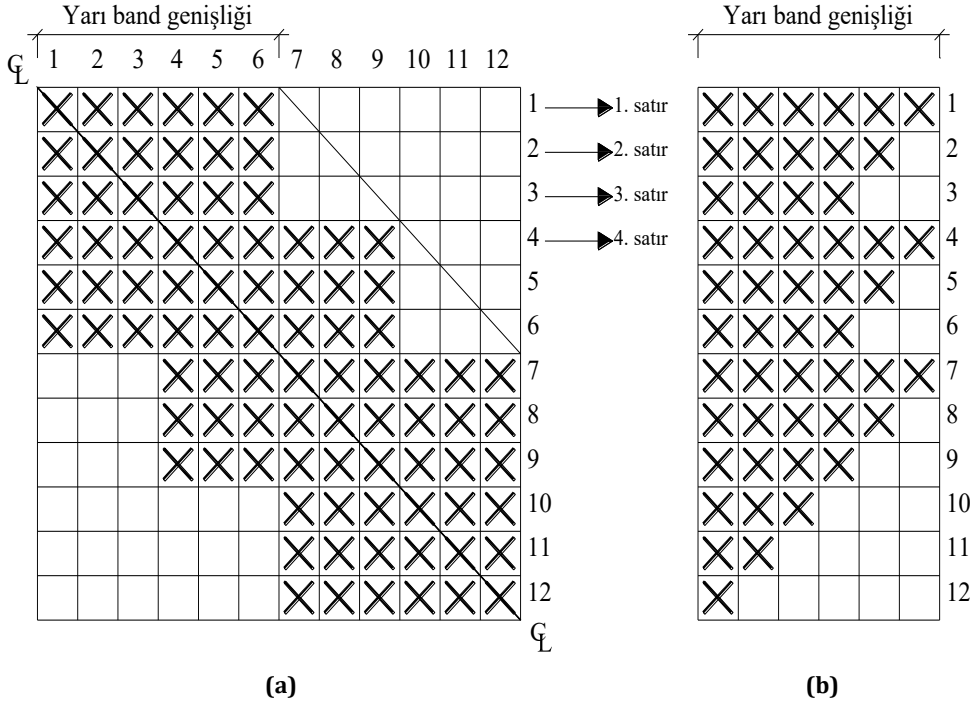 Yarı band genişliği Yarı band genişliği
℄ 1 2 3 4 5 6 7 8 9 10 11 12
1 1. satır 1
2 2. satır 2
3 3. satır 3
4 4. satır 4
5 5
6 6
7 7
8 8
9 9
10 10
11 11
12 12
℄
(a) (b)